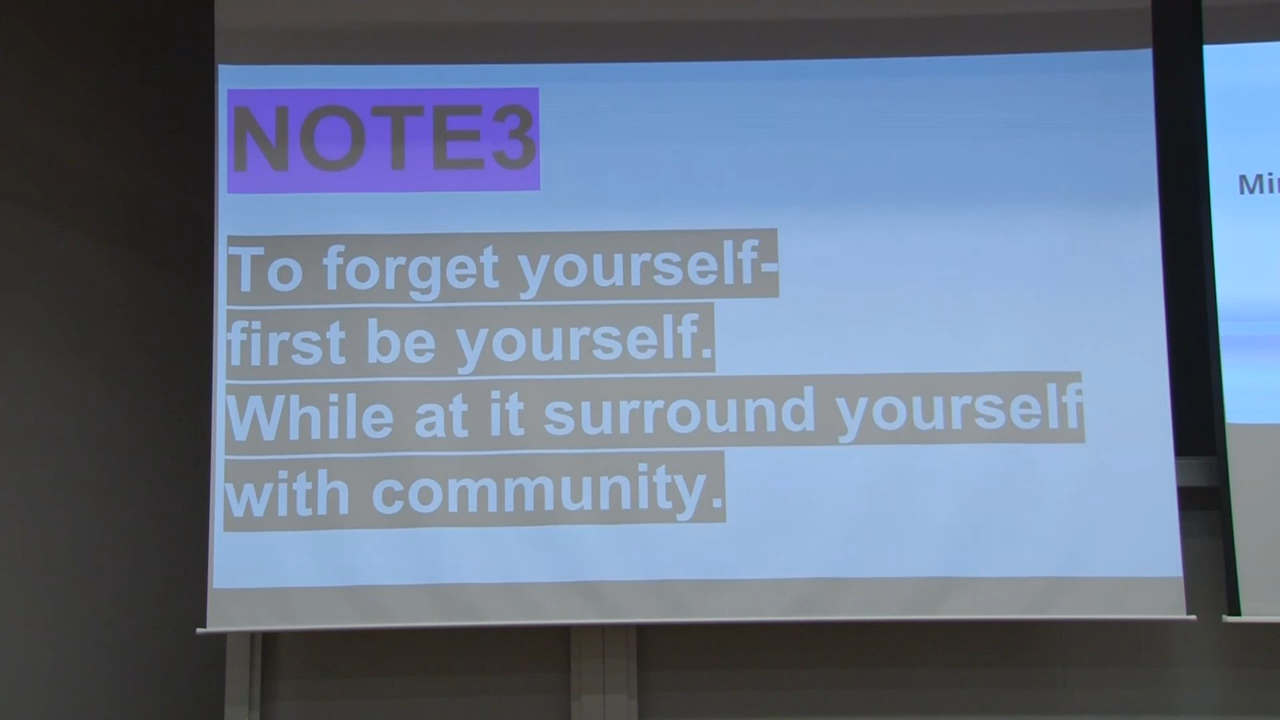 NOTE3
To forget yourself-
first be yourself.
While at it surround yourself
with community.